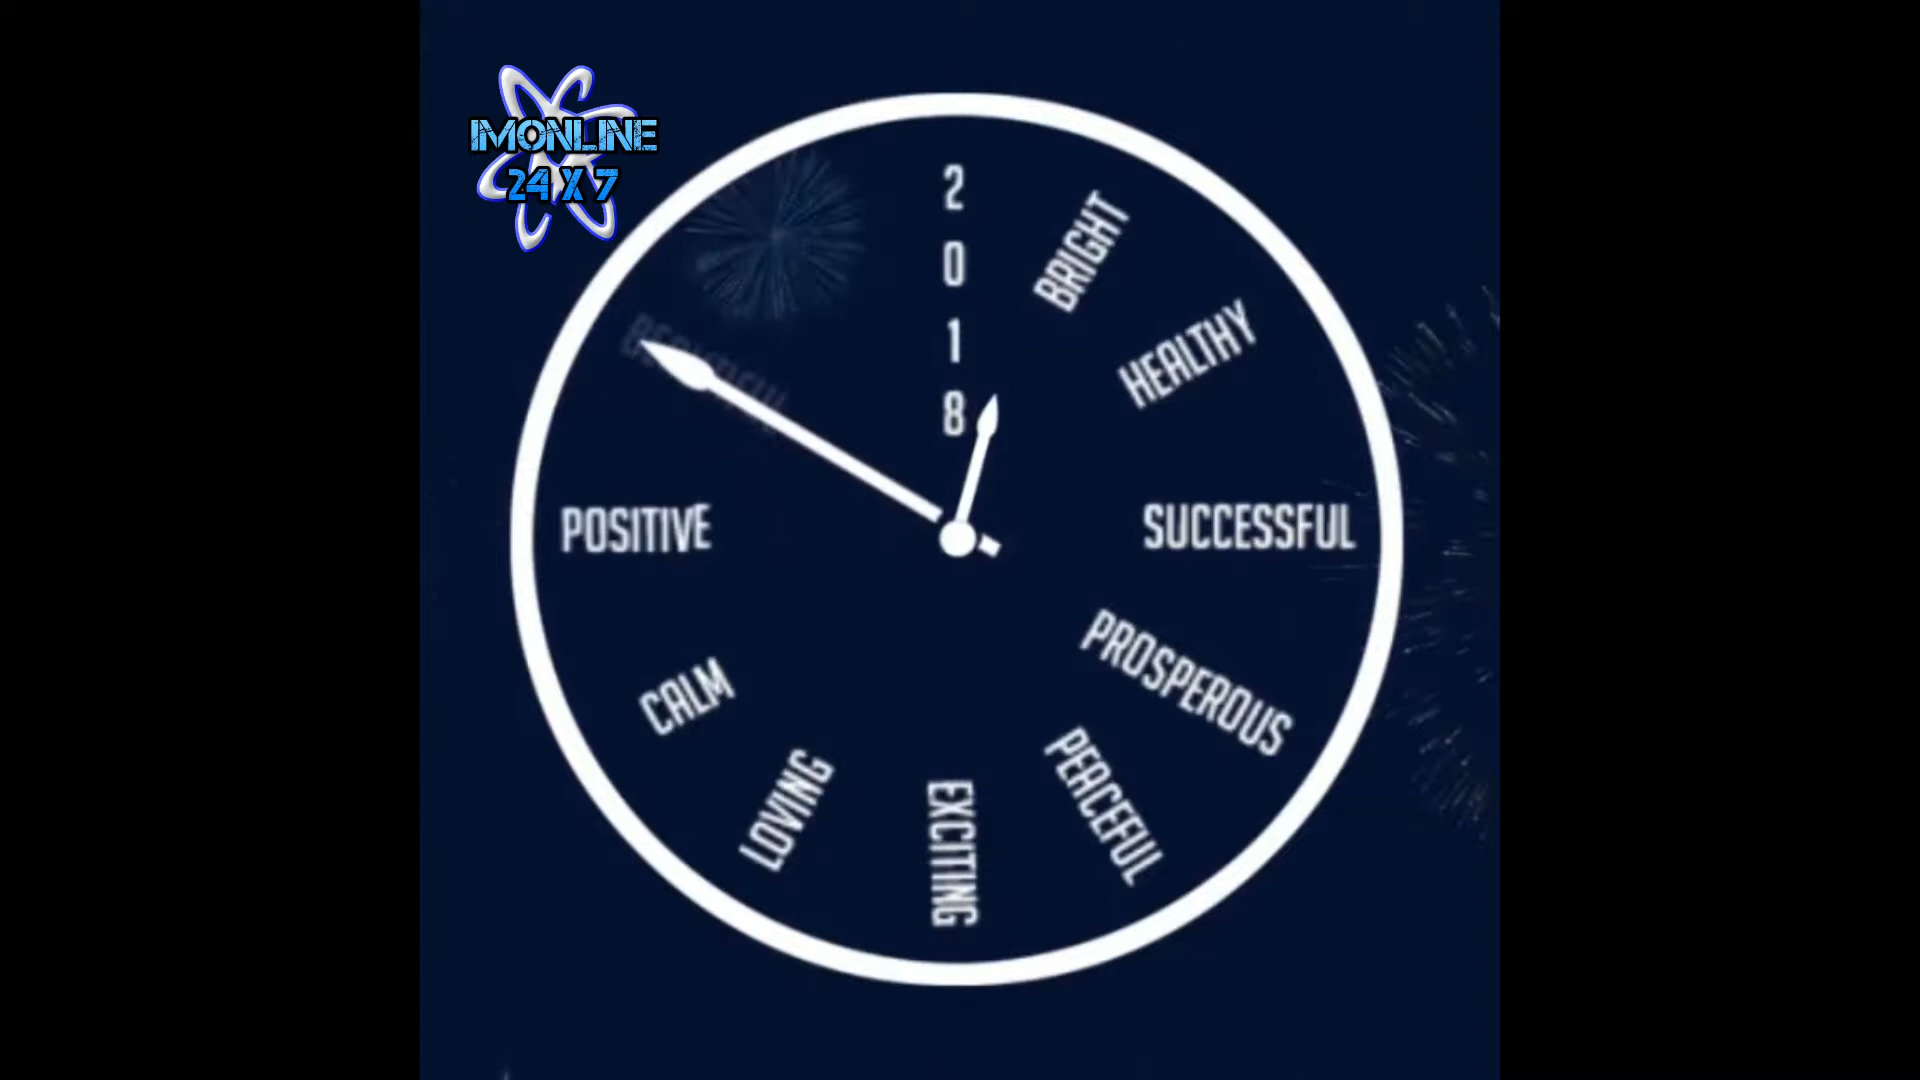 IMONLINE
24 X 7
2
0
1
8
BRIGHT
HEALTHY
SUCCESSFUL
PROSPEROUS
PEACEFUL
EXCITING
LOVING
CALM
POSITIVE